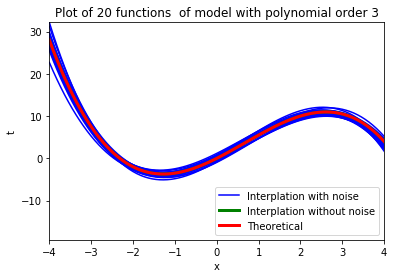 Plot of 20 functions  of model with polynomial order 3
30
20
10
0
−10
t
−4
−3
−2
−1
0
1
2
3
4
x
Interplation with noise
Interplation without noise
Theoretical